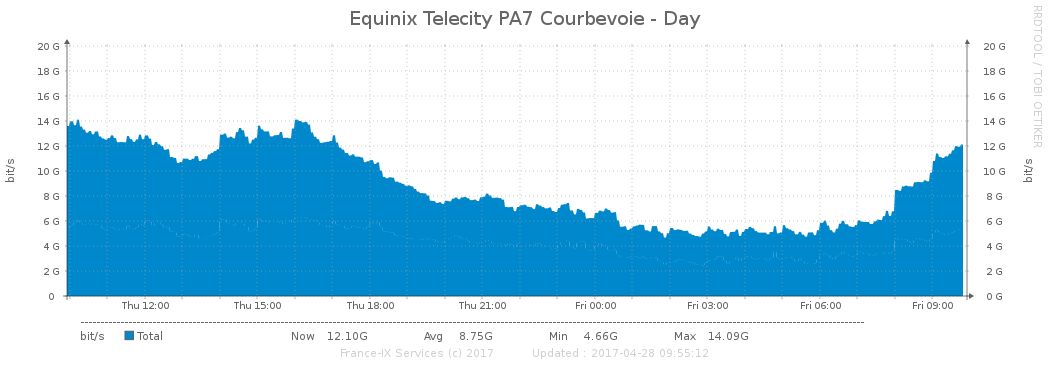 Equinix Telecity PA7 Courbevoie - Day
RRDTOOL / TOBI OETIKER
20 G 20 G
18 G 18 G
16 G 16 G
14 G 14 G
12 G 12 G
10 G 10 G
8 G 8 G
6 G 6 G
4 G 4 G
2 G 2 G
0 0 G
bit/s
bit/s
Thu 12:00 Thu 15:00 Thu 18:00 Thu 21:00 Fri 00:00 Fri 03:00 Fri 06:00 Fri 09:00
bit/s Total Now 12.10G Avg 8.75G Min 4.66G Max 14.09G
France-IX Services (c) 2017 Updated : 2017-04-28 09:55:12